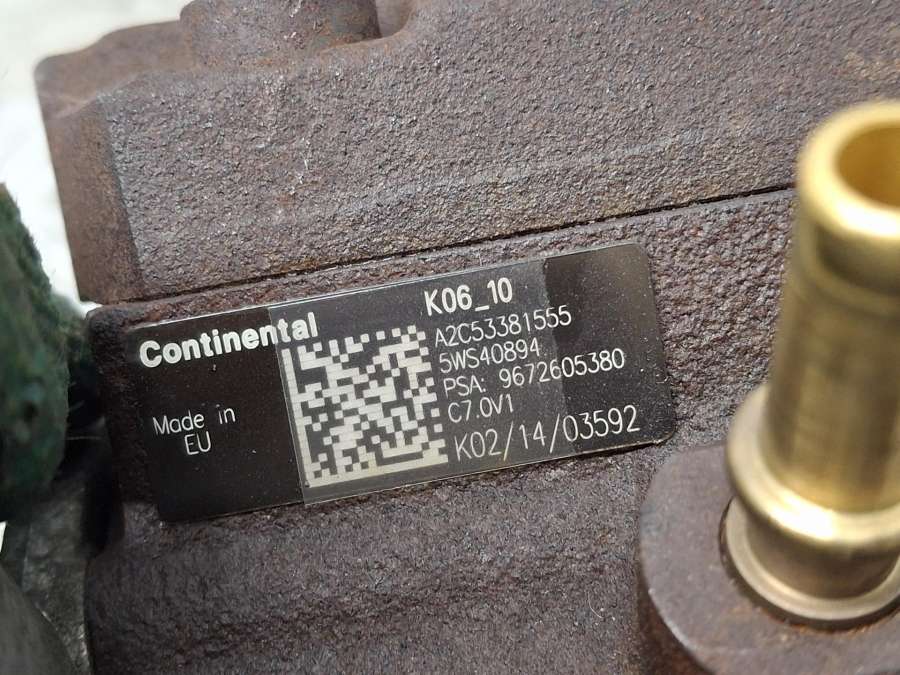 Continental
Made in
EU
K06_10
A2C53381555
5WS40894
PSA: 9672605380
C7.0V1
K02/14/03592